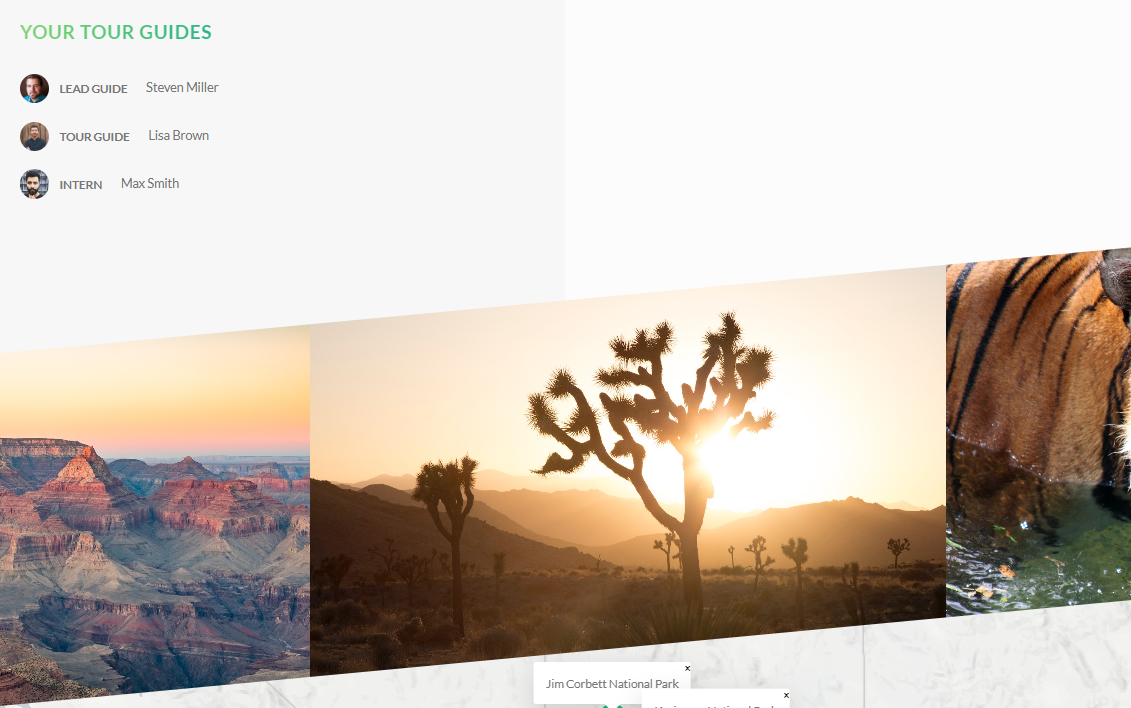 YOUR TOUR GUIDES
LEAD GUIDE Steven Miller
TOUR GUIDE Lisa Brown
INTERN Max Smith
×
Jim Corbett National Park
×